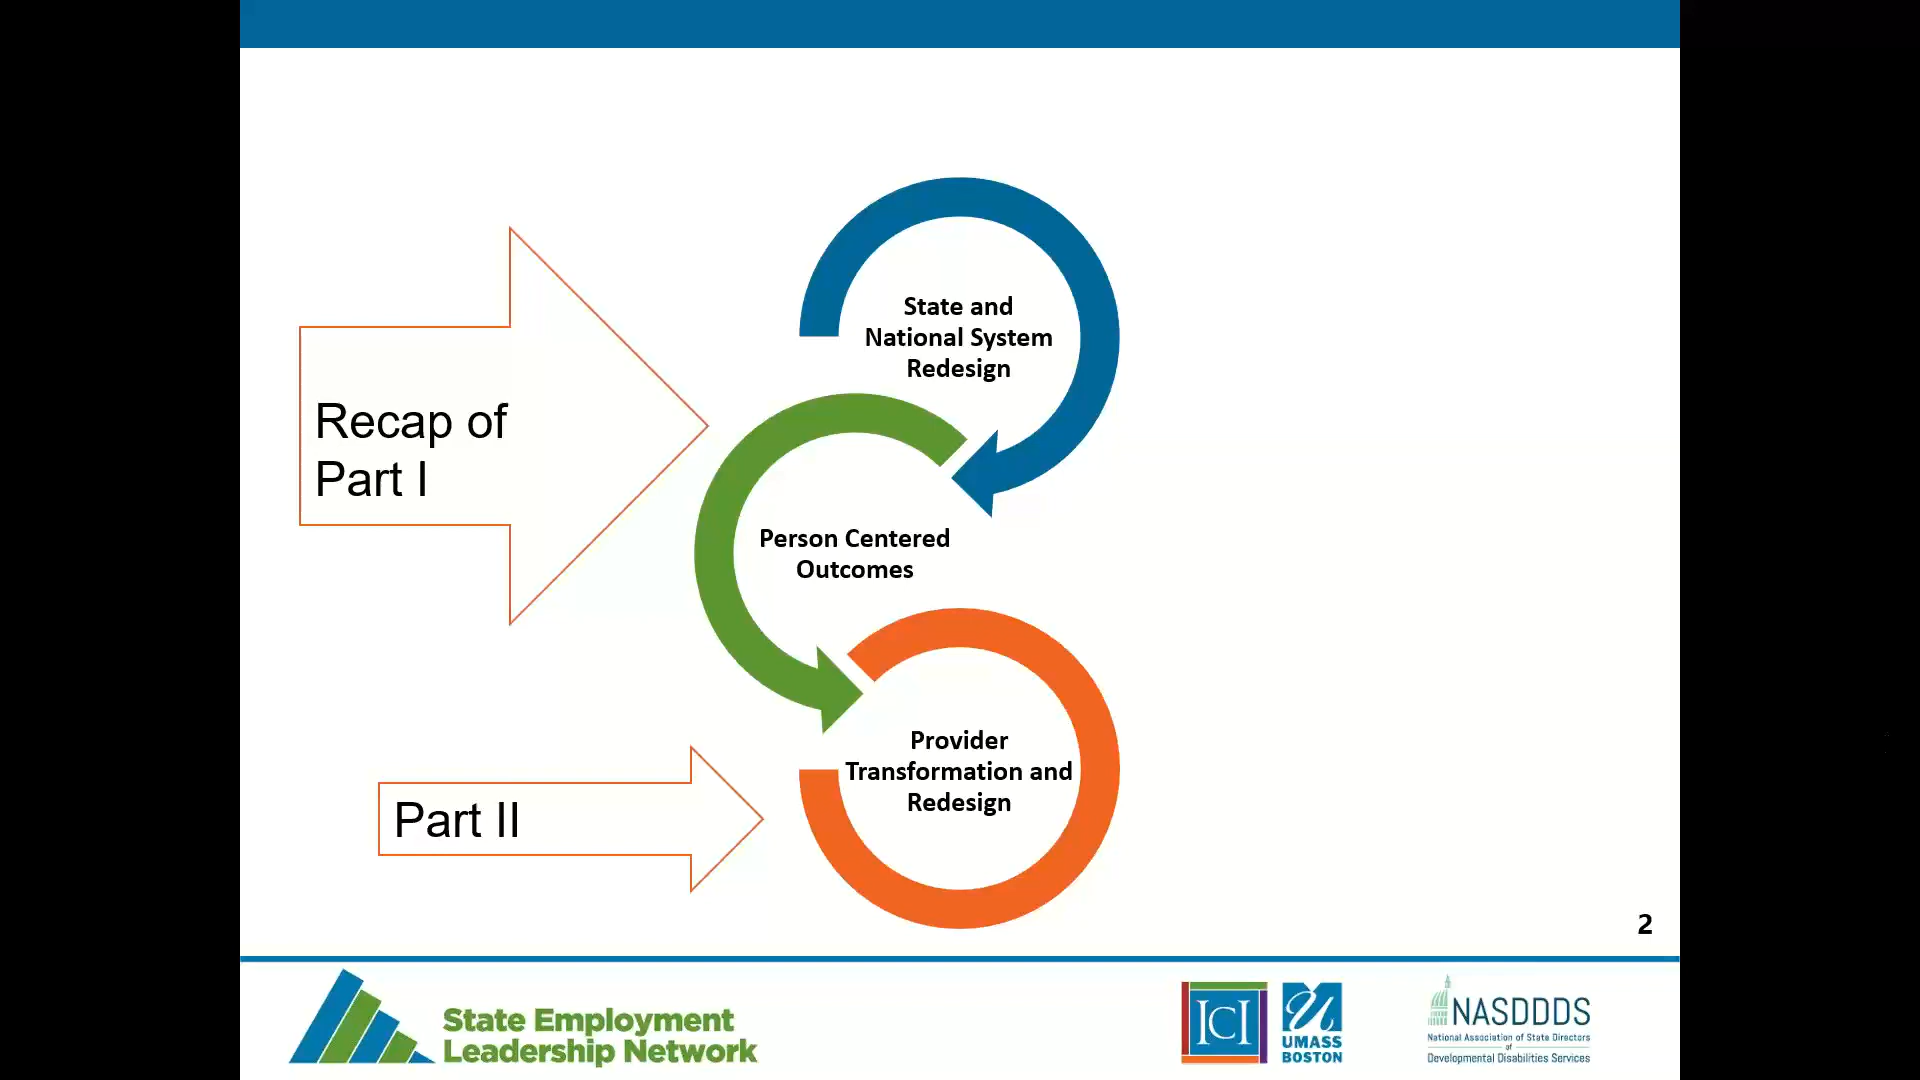 State and
National System
Redesign
Recap of
Part I
Person Centered
Outcomes
Provider
Transformation and
Redesign
Part II
2
State Employment
Leadership Network
ICI
UMASS
BOSTON
NASDDDS
National Association of State Directors
of
Developmental Disabilities Services